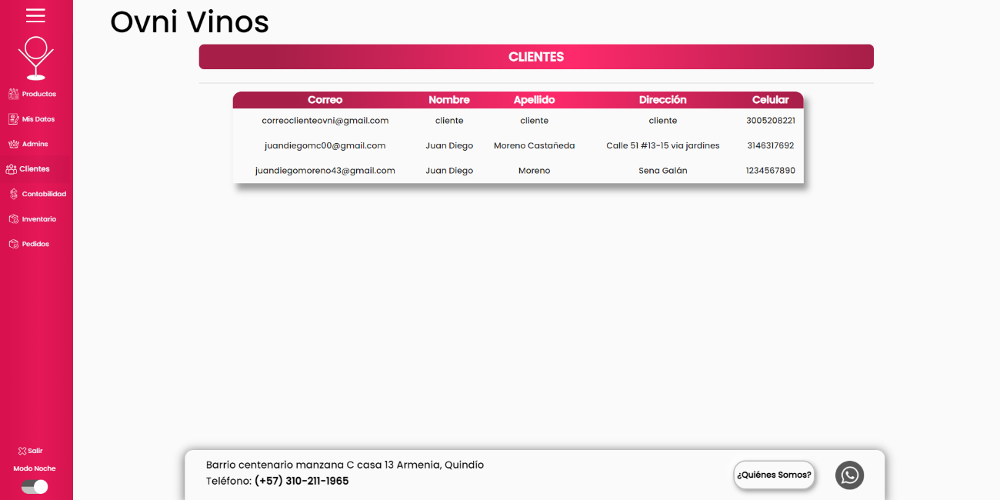 Ovni Vinos
CLIENTES
Productos
Mis Datos
Admins
Clientes
Contabilidad
Inventario
Pedidos
Salir
Modo Noche
Correo Nombre Apellido Dirección Celular
correoclienteovni@gmail.com cliente cliente cliente 3005208221
juandiegomc00@gmail.com Juan Diego Moreno Castañeda Calle 51 #13-15 via jardines 3146317692
juandiegomoreno43@gmail.com Juan Diego Moreno Sena Galán 1234567890
Barrio centenario manzana C casa 13 Armenia, Quindío
Teléfono: (+57) 310-211-1965
¿Quiénes Somos?